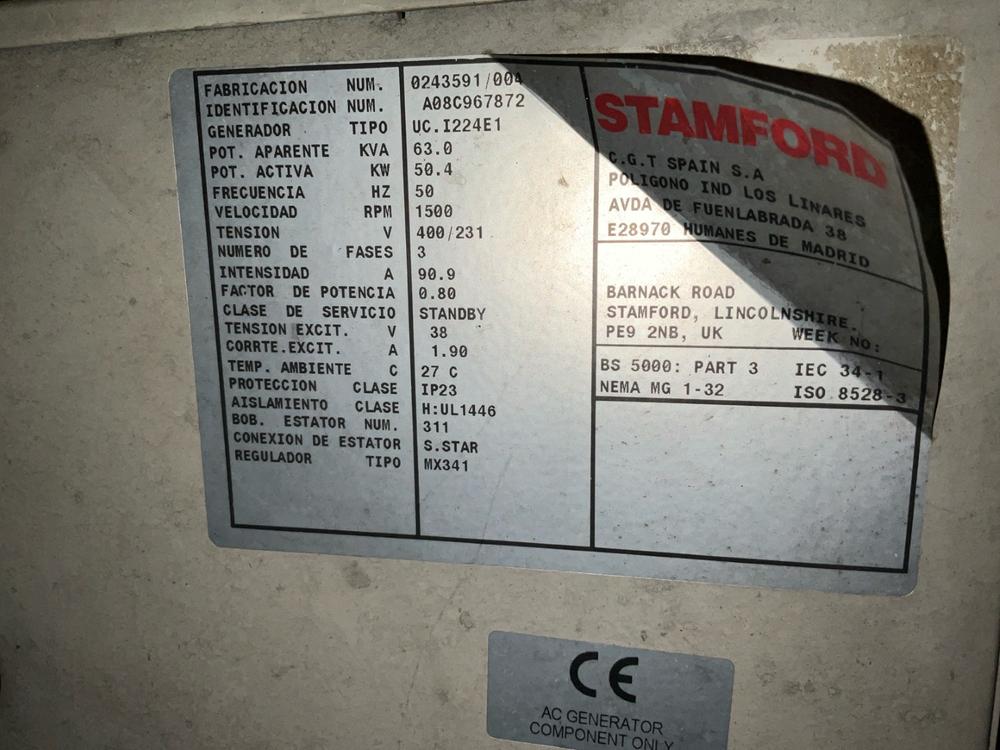 FABRICACION NUM. 0243591/004
IDENTIFICACION NUM. A08C967872
GENERADOR TIPO UC.I224E1
POT. APARENTE KVA 63.0
POT. ACTIVA KW 50.4
FRECUENCIA HZ 50
VELOCIDAD RPM 1500
TENSION V 400/231
NUMERO DE FASES 3
INTENSIDAD A 90.9
FACTOR DE POTENCIA 0.80
CLASE DE SERVICIO STANDBY
TENSION EXCIT. V 38
CORRTE.EXCIT. A 1.90
TEMP. AMBIENTE C 27 C
PROTECCION CLASE IP23
AISLAMIENTO CLASE H:UL1446
BOB. ESTATOR NUM. 311
CONEXION DE ESTATOR S.STAR
REGULADOR TIPO MX341
STAMFORD
C.G.T SPAIN S.A
POLIGONO IND LOS LINARES
AVDA DE FUENLABRADA 38
E28970 HUMANES DE MADRID
BARNACK ROAD
STAMFORD, LINCOLNSHIRE.
PE9 2NB, UK WEEK NO:
BS 5000: PART 3 IEC 34-1
NEMA MG 1-32 ISO 8528-3
CE
AC GENERATOR
COMPONENT ONLY